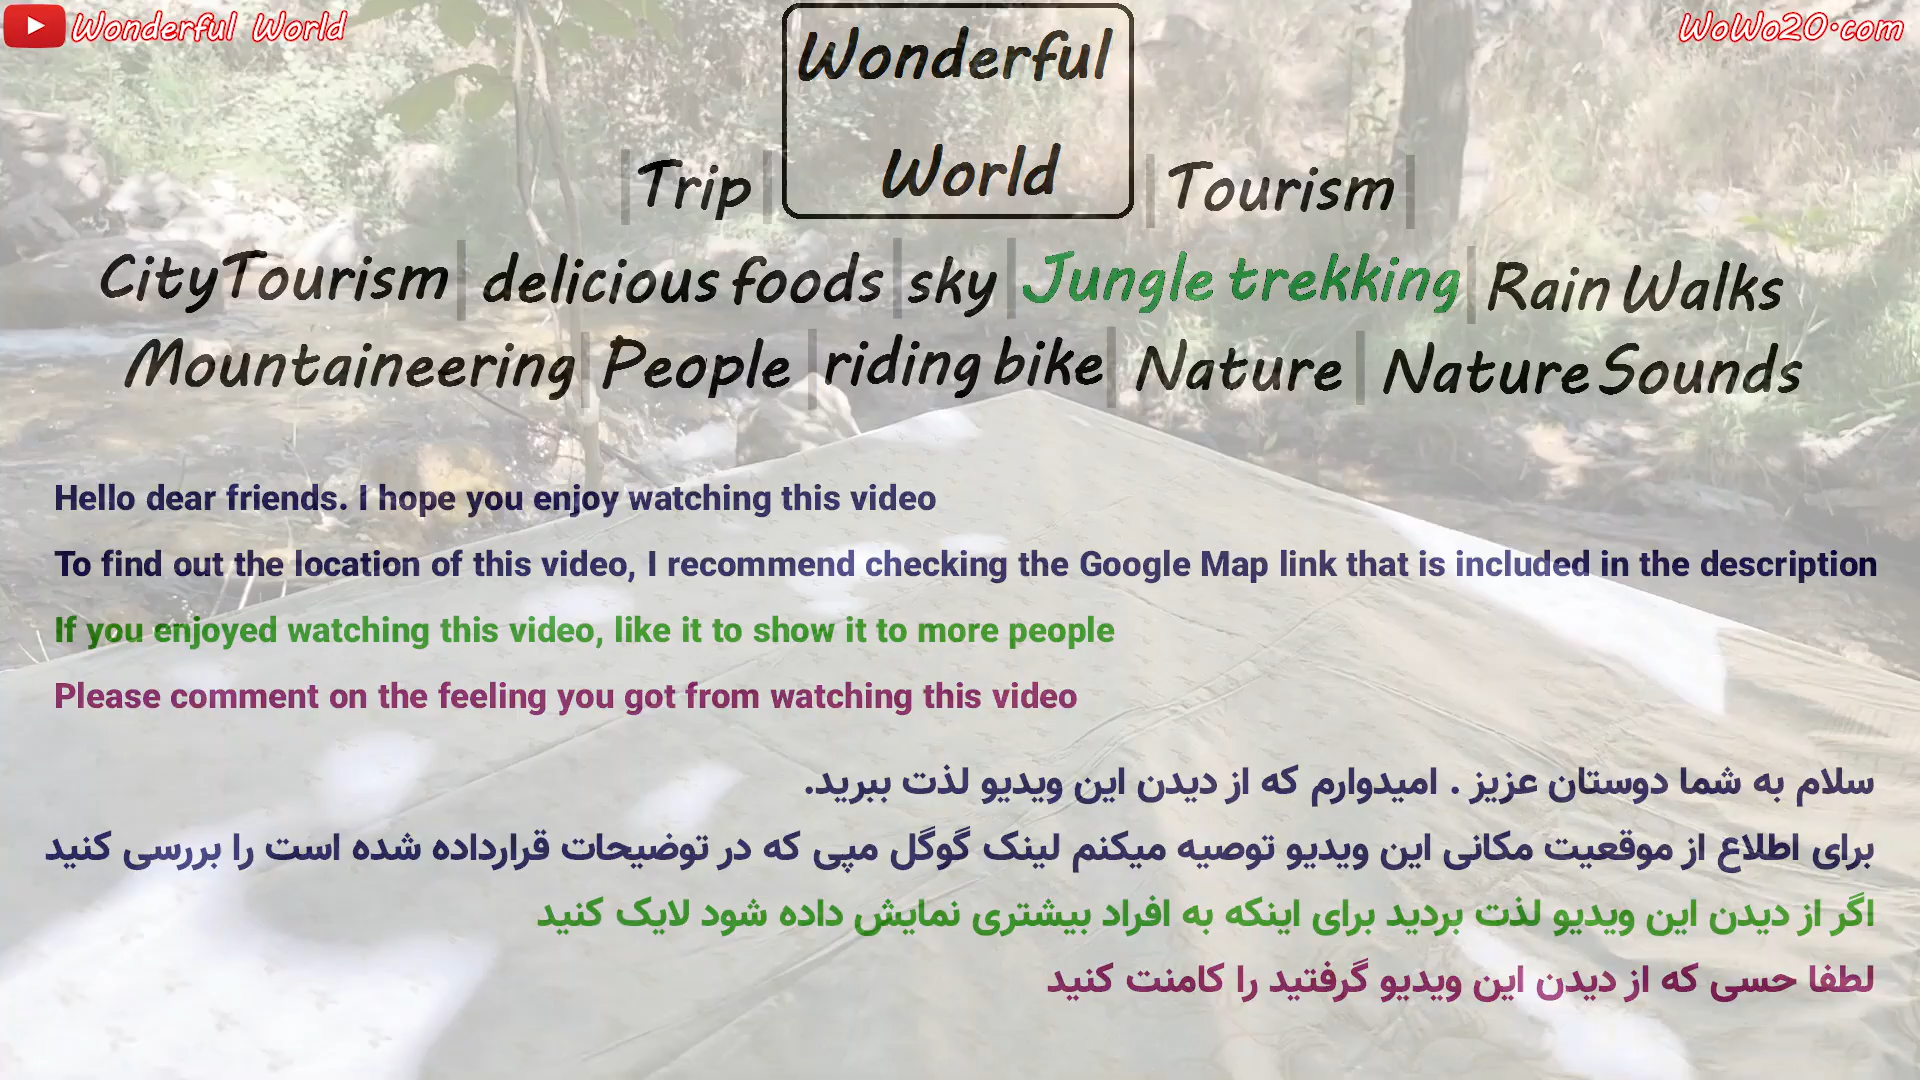 Wonderful World
WoWo20.com
Wonderful
World
|Trip|
|Tourism|
CityTourism|delicious foods|sky|Jungle trekking|Rain Walks
Mountaineering|People|riding bike|Nature|Nature Sounds
Hello dear friends. I hope you enjoy watching this video
To find out the location of this video, I recommend checking the Google Map link that is included in the description
If you enjoyed watching this video, like it to show it to more people
Please comment on the feeling you got from watching this video
سلام به شما دوستان عزیز . امیدوارم که از دیدن این ویدیو لذت ببرید.
برای اطلاع از موقعیت مکانی این ویدیو توصیه میکنم لینک گوگل مپی که در توضیحات قرارداده شده است را بررسی کنید
اگر از دیدن این ویدیو لذت بردید برای اینکه به افراد بیشتری نمایش داده شود لایک کنید
لطفا حسی که از دیدن این ویدیو گرفتید را کامنت کنید